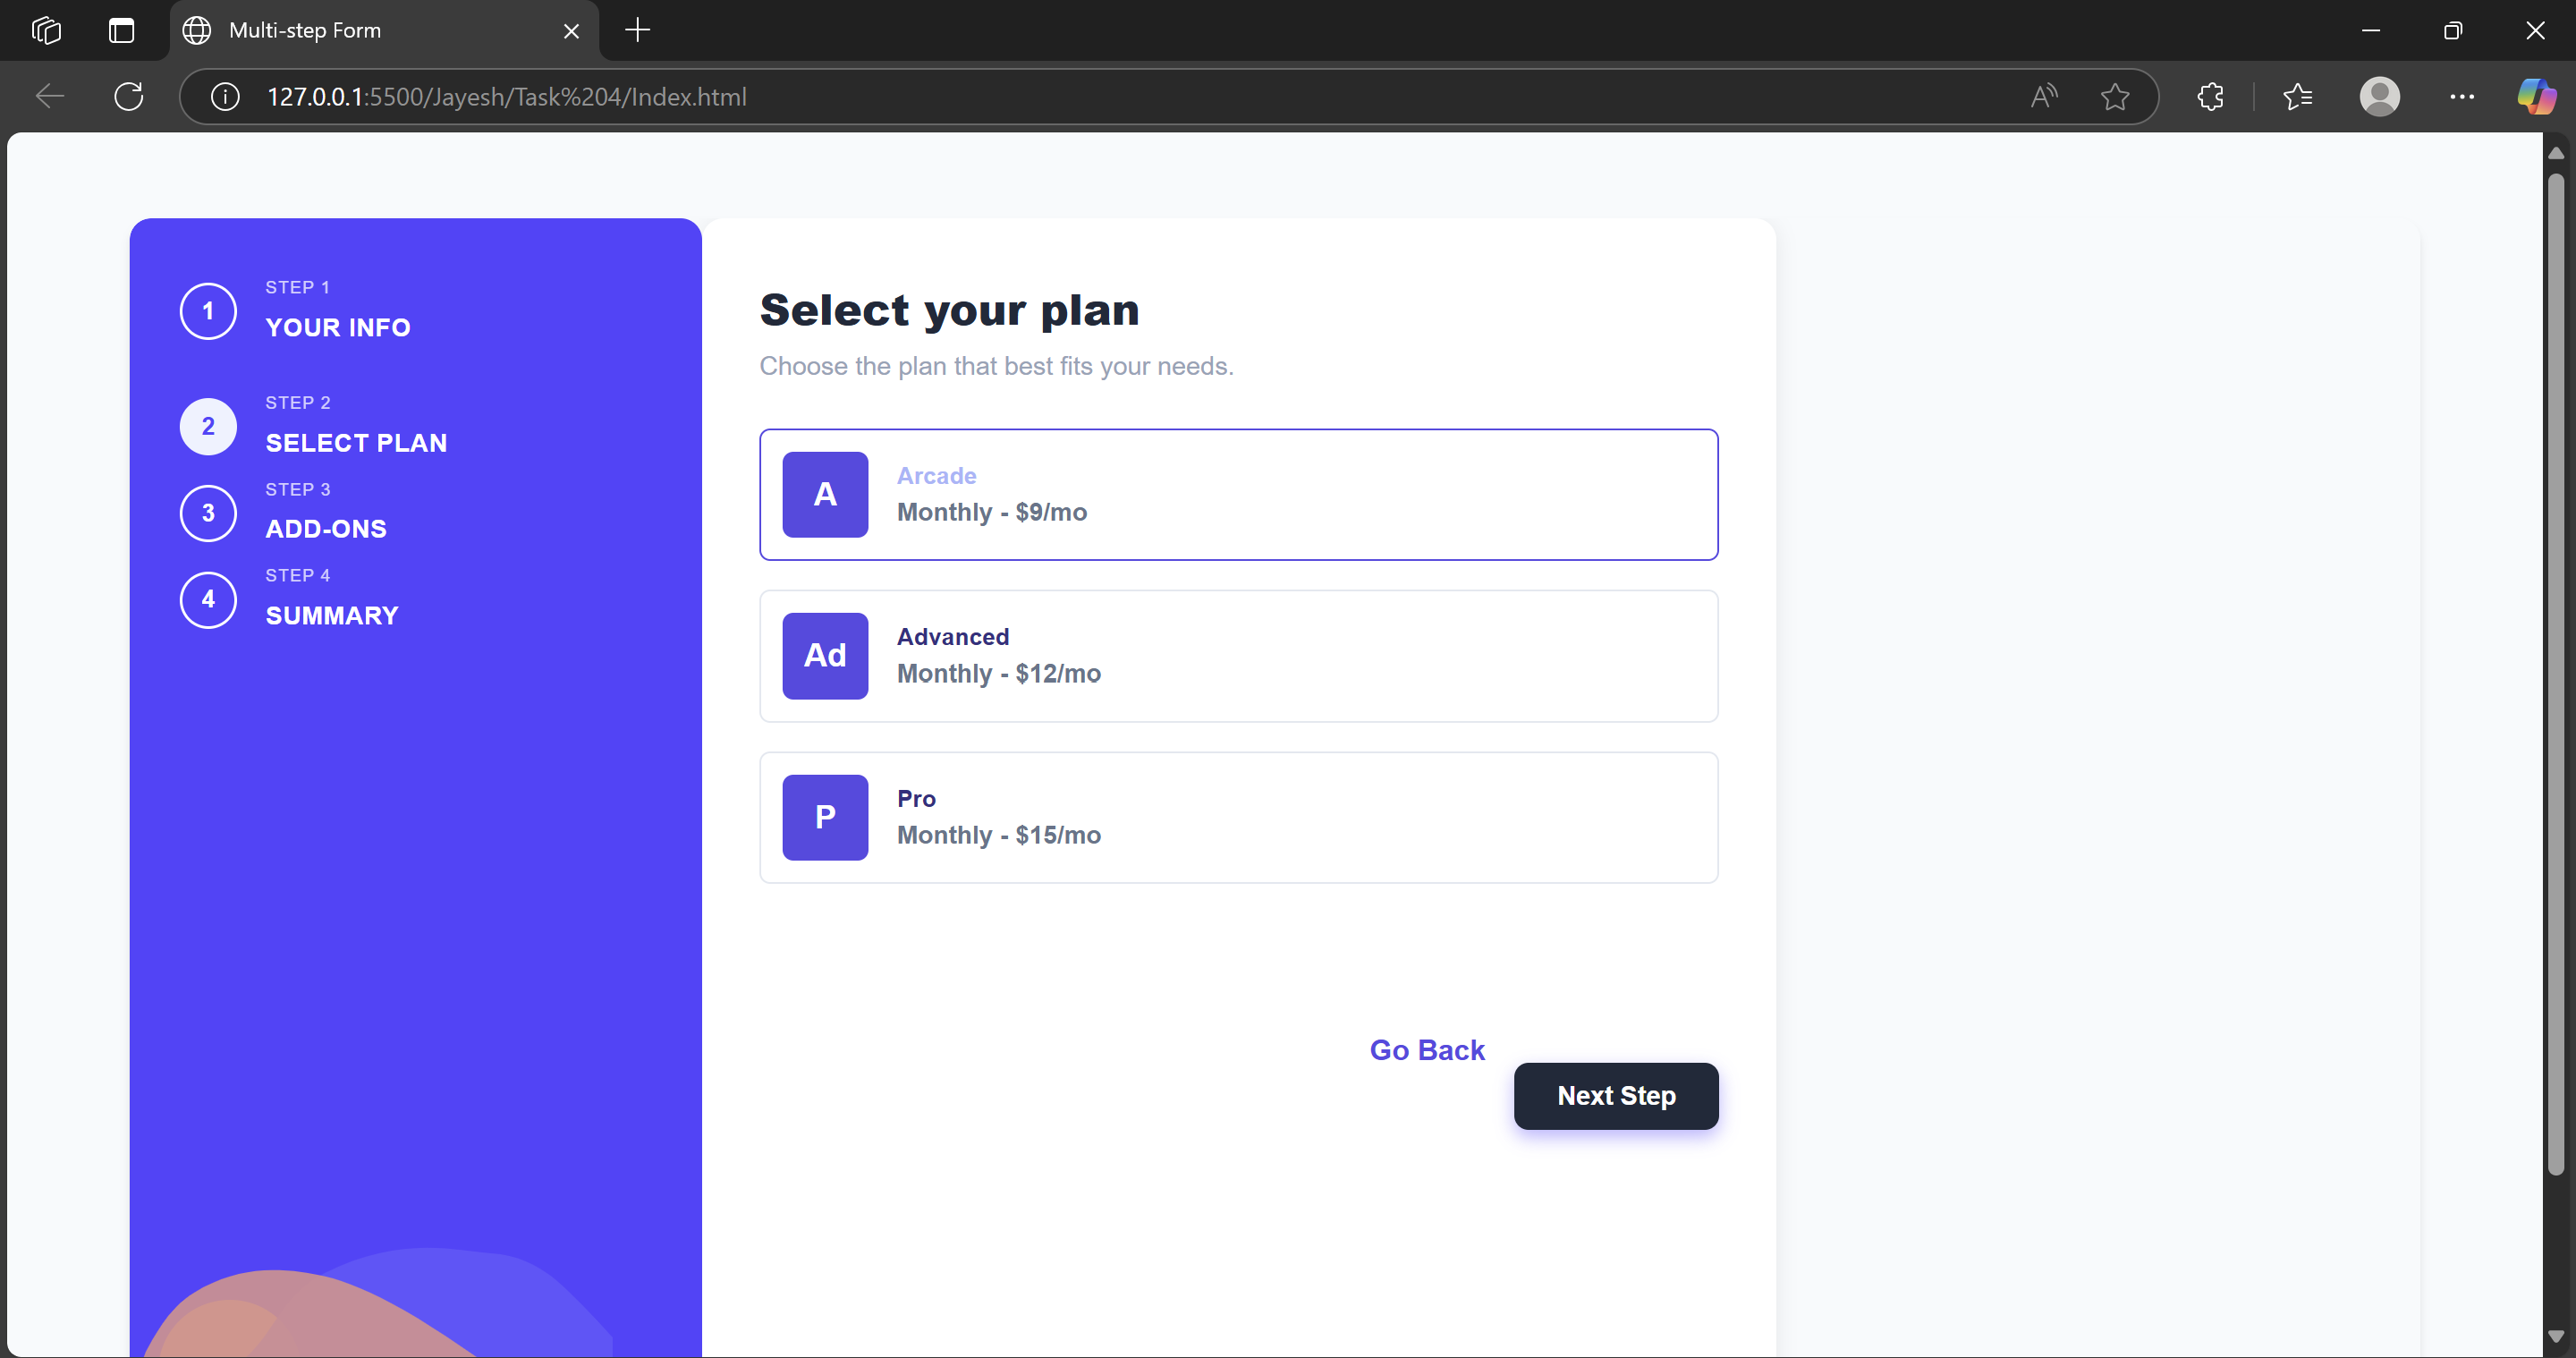 Multi-step Form
127.0.0.1:5500/Jayesh/Task%204/Index.html
1
STEP 1
YOUR INFO
2
STEP 2
SELECT PLAN
3
STEP 3
ADD-ONS
4
STEP 4
SUMMARY
Select your plan
Choose the plan that best fits your needs.
A
Arcade
Monthly - $9/mo
Ad
Advanced
Monthly - $12/mo
P
Pro
Monthly - $15/mo
Go Back
Next Step